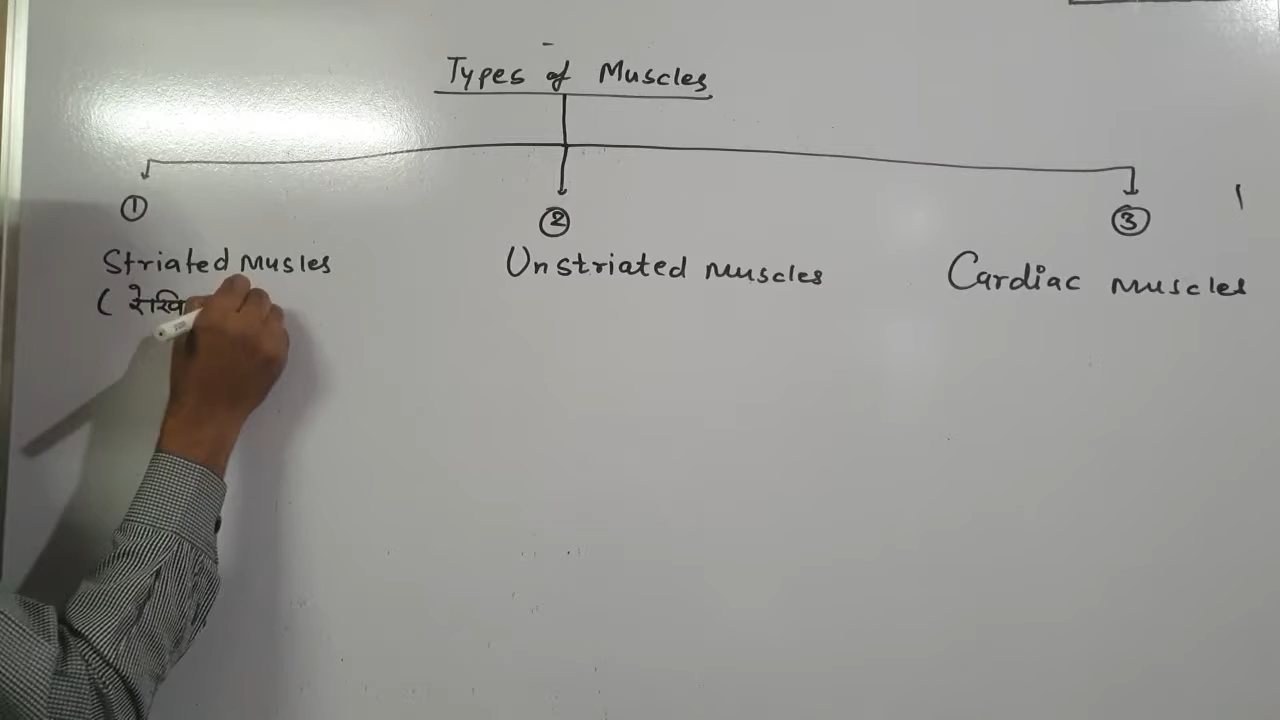 Types of Muscles
① ② ③
Striated Musles Unstriated Muscles Cardiac Muscles
( रेखि